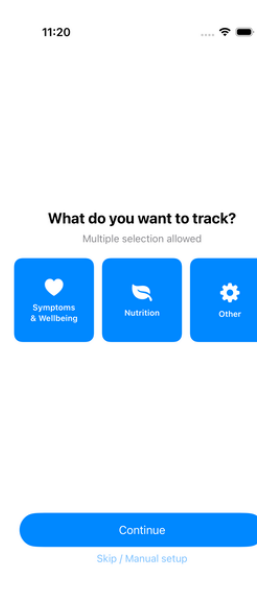 11:20
What do you want to track?
Multiple selection allowed
Symptoms
& Wellbeing
Nutrition
Other
Continue
Skip / Manual setup